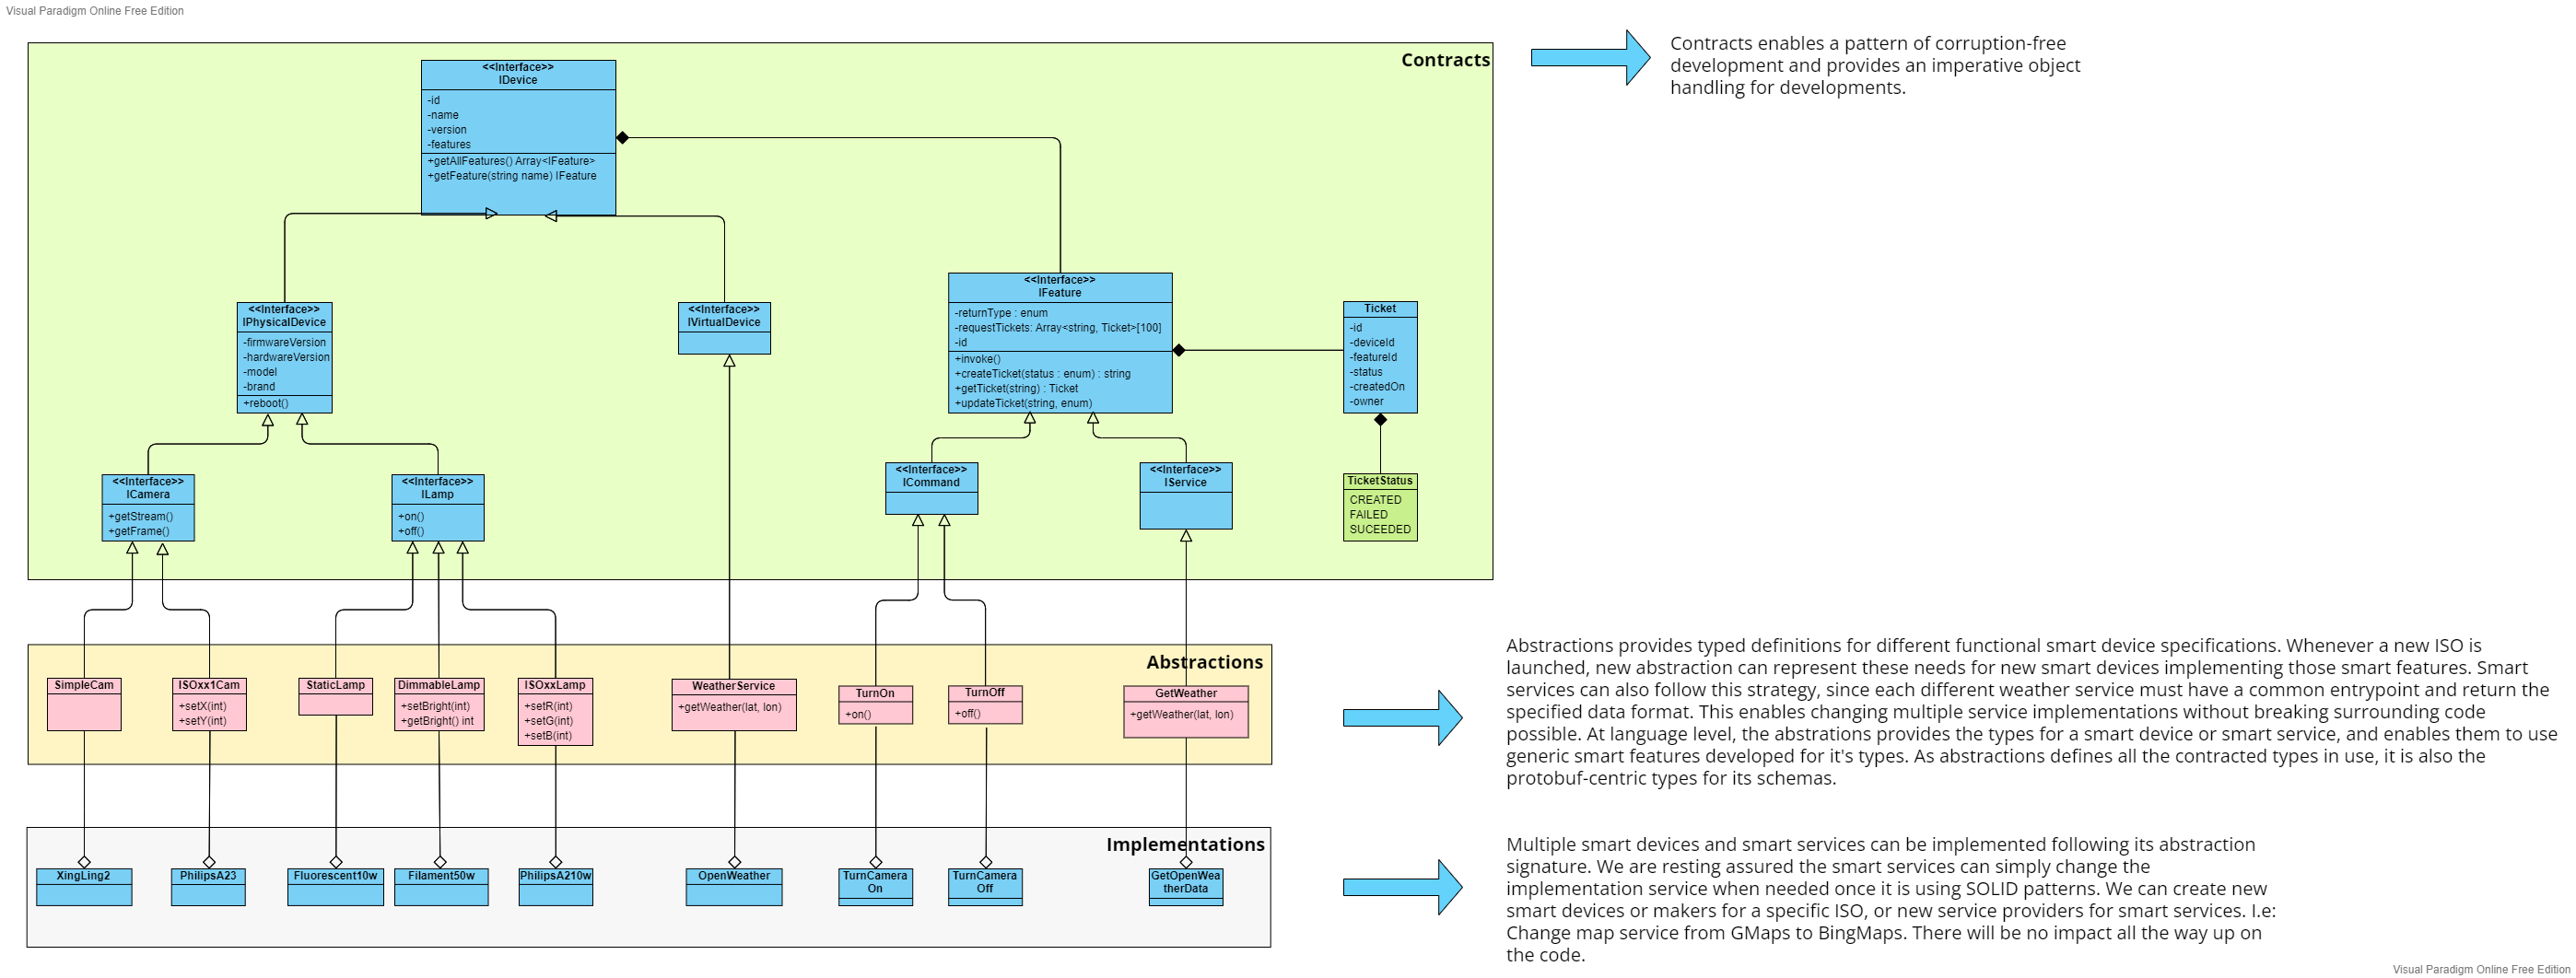 Visual Paradigm Online Free Edition
Contracts
<<Interface>>
IDevice
-id
-name
-version
-features
+getAllFeatures() Array<IFeature>
+getFeature(string name) IFeature
Contracts enables a pattern of corruption-free
development and provides an imperative object
handling for developments.
<<Interface>>
IPhysicalDevice
-firmwareVersion
-hardwareVersion
-model
-brand
+reboot()
<<Interface>>
IVirtualDevice
<<Interface>>
IFeature
-returnType : enum
-requestTickets: Array<string, Ticket>[100]
-id
+invoke()
+createTicket(status : enum) : string
+getTicket(string) : Ticket
+updateTicket(string, enum)
Ticket
-id
-deviceId
-featureId
-status
-createdOn
-owner
<<Interface>>
ICamera
+getStream()
+getFrame()
<<Interface>>
ILamp
+on()
+off()
<<Interface>>
ICommand
<<Interface>>
IService
TicketStatus
CREATED
FAILED
SUCEEDED
Abstractions
SimpleCam
ISOxx1Cam
+setX(int)
+setY(int)
StaticLamp
DimmableLamp
+setBright(int)
+getBright() int
ISOxxLamp
+setR(int)
+setG(int)
+setB(int)
WeatherService
+getWeather(lat, lon)
TurnOn
+on()
TurnOff
+off()
GetWeather
+getWeather(lat, lon)
Abstractions provides typed definitions for different functional smart device specifications. Whenever a new ISO is
launched, new abstraction can represent these needs for new smart devices implementing those smart features. Smart
services can also follow this strategy, since each different weather service must have a common entrypoint and return the
specified data format. This enables changing multiple service implementations without breaking surrounding code
possible. At language level, the abstrations provides the types for a smart device or smart service, and enables them to use
generic smart features developed for it's types. As abstractions defines all the contracted types in use, it is also the
protobuf-centric types for its schemas.
Implementations
XingLing2
PhilipsA23
Fluorescent10w
Filament50w
PhilipsA210w
OpenWeather
TurnCamera
On
TurnCamera
Off
GetOpenWea
therData
Multiple smart devices and smart services can be implemented following its abstraction
signature. We are resting assured the smart services can simply change the
implementation service when needed once it is using SOLID patterns. We can create new
smart devices or makers for a specific ISO, or new service providers for smart services. I.e:
Change map service from GMaps to BingMaps. There will be no impact all the way up on
the code.
Visual Paradigm Online Free Edition